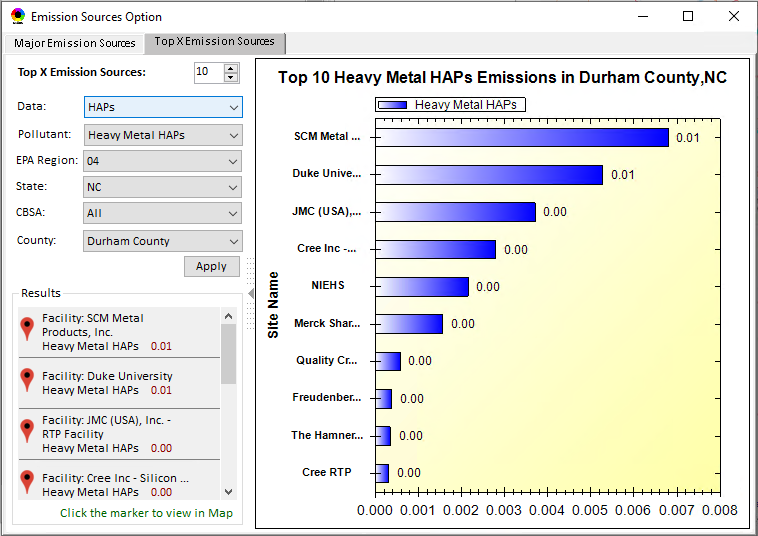 Emission Sources Option
Major Emission Sources
Top X Emission Sources
Top X Emission Sources:
10
Data:
HAPs
Pollutant:
Heavy Metal HAPs
EPA Region:
04
State:
NC
CBSA:
All
County:
Durham County
Apply
Results
Facility: SCM Metal
Products, Inc.
Heavy Metal HAPs 0.01
Facility: Duke University
Heavy Metal HAPs 0.01
Facility: JMC (USA), Inc. -
RTP Facility
Heavy Metal HAPs 0.00
Facility: Cree Inc - Silicon ...
Heavy Metal HAPs 0.00
Click the marker to view in Map
Top 10 Heavy Metal HAPs Emissions in Durham County,NC
Heavy Metal HAPs
Site Name
SCM Metal ... 0.01
Duke Unive... 0.01
JMC (USA),... 0.00
Cree Inc -... 0.00
NIEHS 0.00
Merck Shar... 0.00
Quality Cr... 0.00
Freudenber... 0.00
The Hamner... 0.00
Cree RTP 0.00
0.000 0.001 0.002 0.003 0.004 0.005 0.006 0.007 0.008